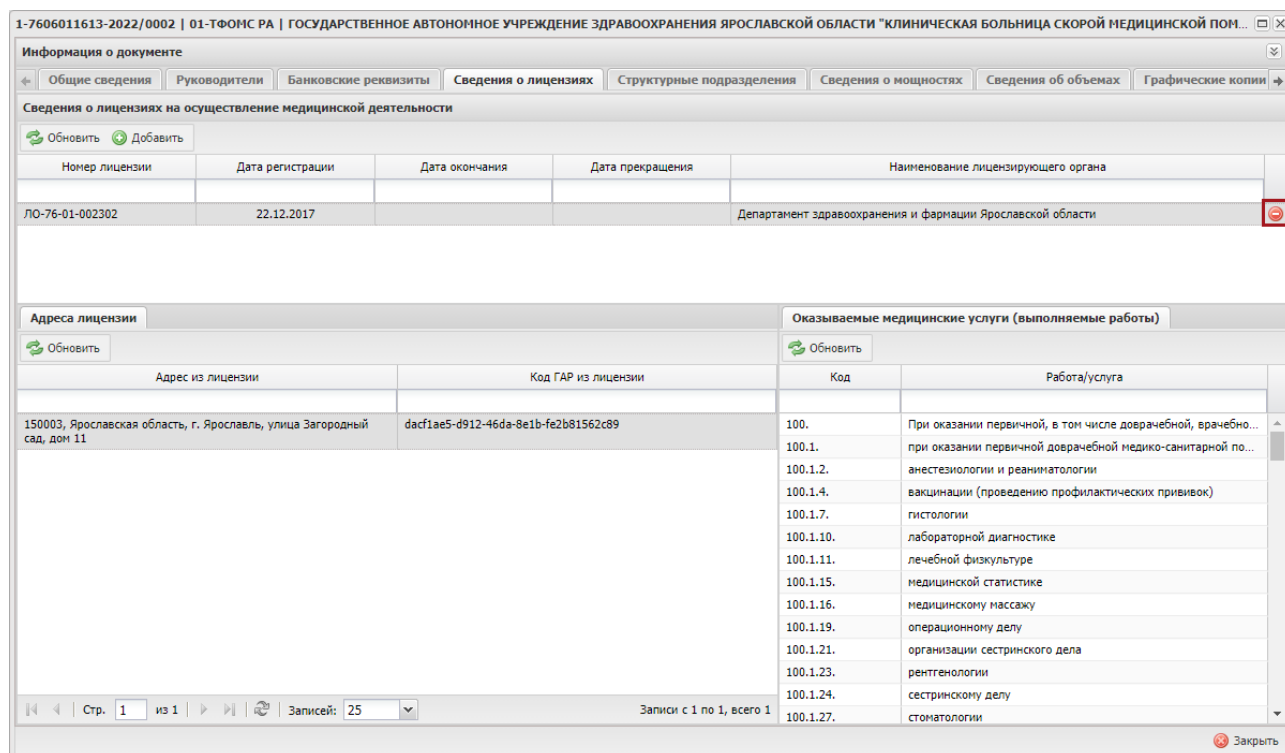 1-7606011613-2022/0002 | 01-ТФОМС РА | ГОСУДАРСТВЕННОЕ АВТОНОМНОЕ УЧРЕЖДЕНИЕ ЗДРАВООХРАНЕНИЯ ЯРОСЛАВСКОЙ ОБЛАСТИ "КЛИНИЧЕСКАЯ БОЛЬНИЦА СКОРОЙ МЕДИЦИНСКОЙ ПОМ...
Информация о документе
Общие сведения Руководители Банковские реквизиты Сведения о лицензиях Структурные подразделения Сведения о мощностях Сведения об объемах Графические копии
Сведения о лицензиях на осуществление медицинской деятельности
Обновить Добавить
Номер лицензии Дата регистрации Дата окончания Дата прекращения Наименование лицензирующего органа
ЛО-76-01-002302 22.12.2017 Департамент здравоохранения и фармации Ярославской области
Адреса лицензии Оказываемые медицинские услуги (выполняемые работы)
Обновить Обновить
Адрес из лицензии Код ГАР из лицензии Код Работа/услуга
150003, Ярославская область, г. Ярославль, улица Загородный dacf1ae5-d912-46da-8e1b-fe2b81562c89 100. При оказании первичной, в том числе доврачебной, врачебно...
сад, дом 11
100.1. при оказании первичной доврачебной медико-санитарной по...
100.1.2. анестезиологии и реаниматологии
100.1.4. вакцинации (проведению профилактических прививок)
100.1.7. гистологии
100.1.10. лабораторной диагностике
100.1.11. лечебной физкультуре
100.1.15. медицинской статистике
100.1.16. медицинскому массажу
100.1.19. операционному делу
100.1.21. организации сестринского дела
100.1.23. рентгенологии
100.1.24. сестринскому делу
Стр. 1 из 1 Записей: 25 Записи с 1 по 1, всего 1
100.1.27. стоматологии
Закрыть